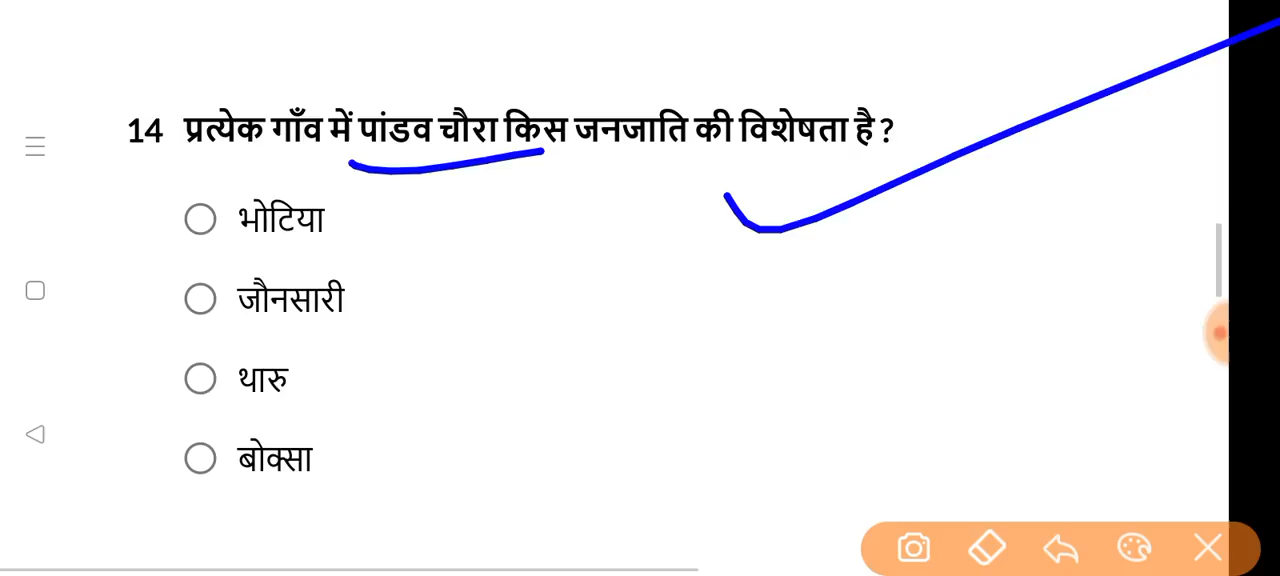 14 प्रत्येक गाँव में पांडव चौरा किस जनजाति की विशेषता है?
भोटिया
जौनसारी
थारु
बोक्सा